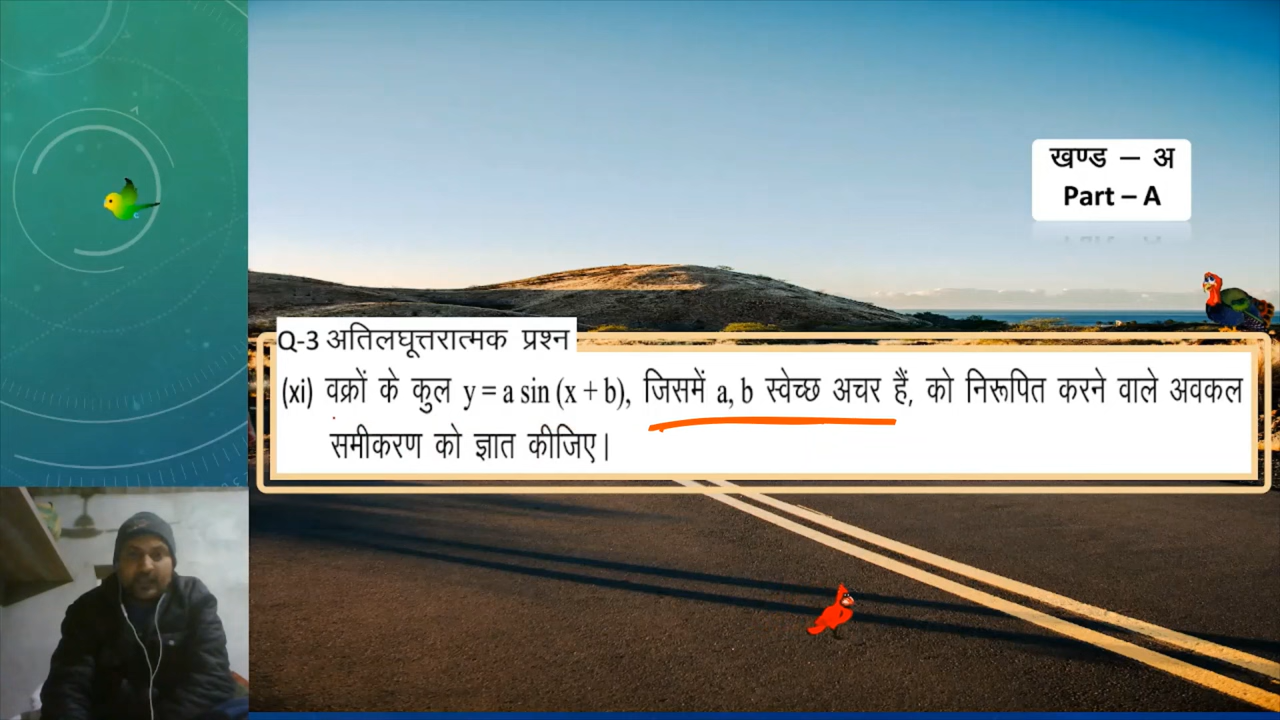 खण्ड – अ
Part – A
Q-3 अतिलघूत्तरात्मक प्रश्न
(xi) वक्रों के कुल y = a sin (x + b), जिसमें a, b स्वेच्छ अचर हैं, को निरूपित करने वाले अवकल
समीकरण को ज्ञात कीजिए।